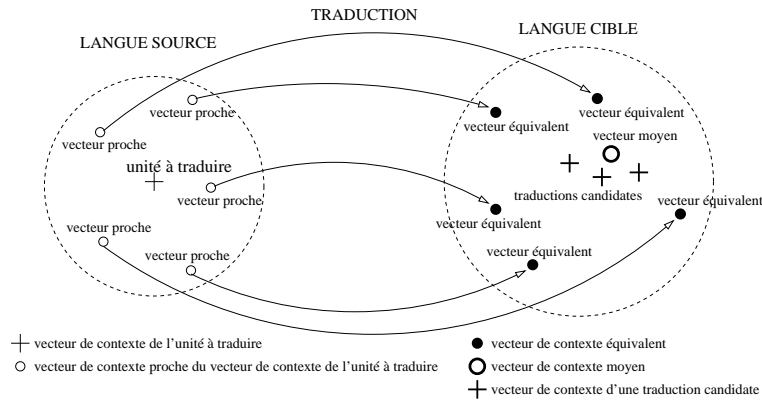 TRADUCTION
LANGUE SOURCE
LANGUE CIBLE
vecteur proche
vecteur proche
unité à traduire
vecteur proche
vecteur proche
vecteur proche
vecteur équivalent
vecteur équivalent
vecteur moyen
traductions candidates
vecteur équivalent
vecteur équivalent
vecteur équivalent
vecteur de contexte de l'unité à traduire
vecteur de contexte proche du vecteur de contexte de l'unité à traduire
vecteur de contexte équivalent
vecteur de contexte moyen
vecteur de contexte d'une traduction candidate